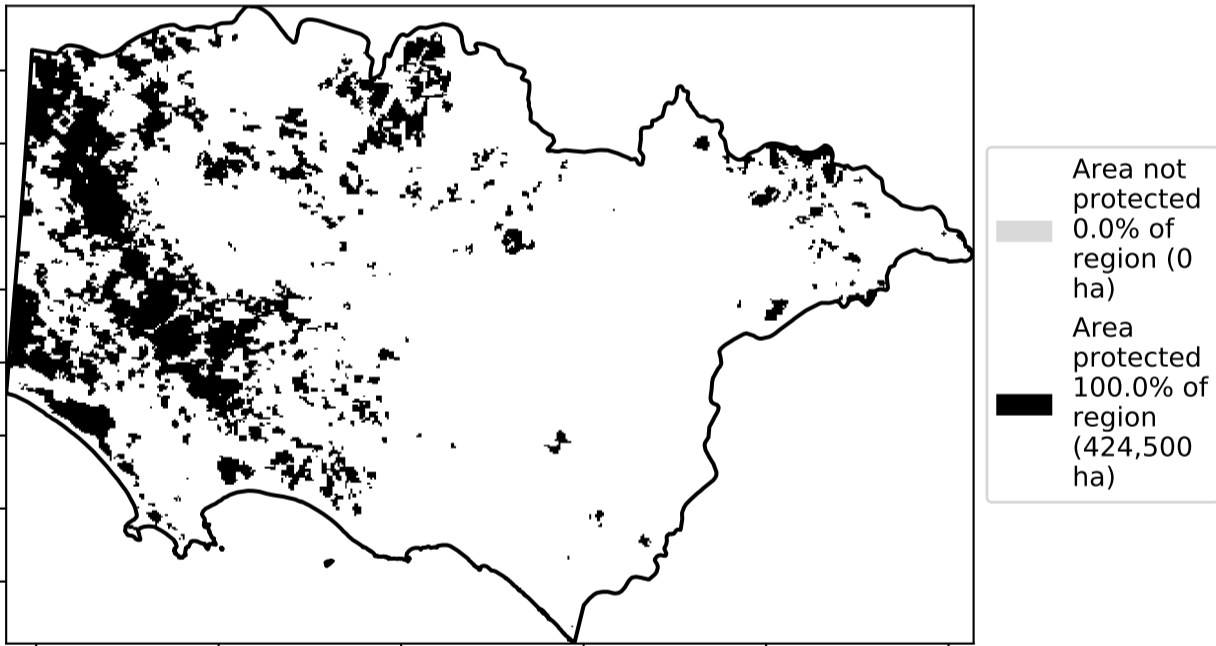 Area not
protected
0.0% of
region (0
ha)
Area
protected
100.0% of
region
(424,500
ha)